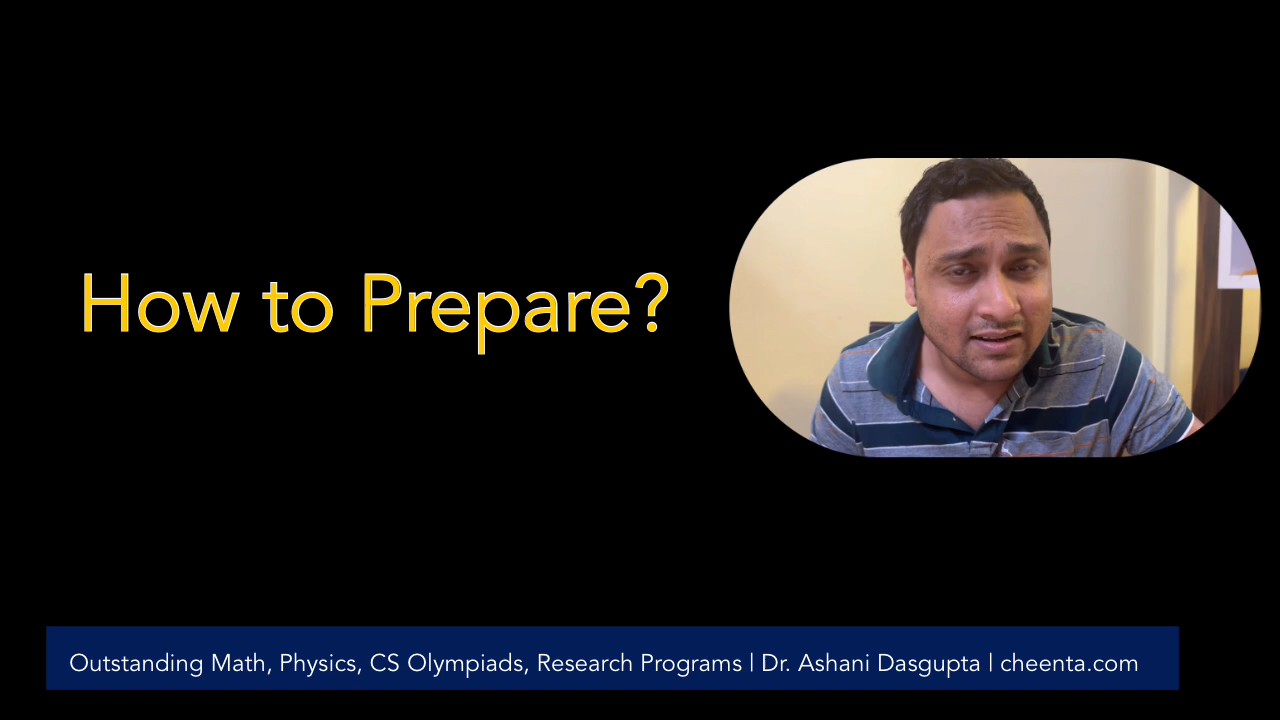 How to Prepare?
Outstanding Math, Physics, CS Olympiads, Research Programs | Dr. Ashani Dasgupta | cheenta.com